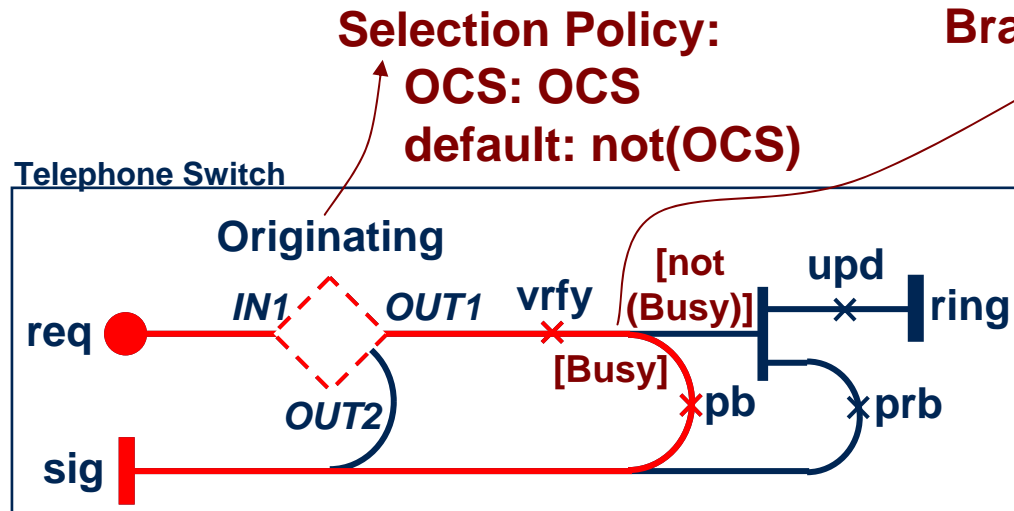 Selection Policy:
Bra
OCS: OCS
default: not(OCS)
Telephone Switch
Originating
[not
(Busy)]
upd
IN1
OUT1
vrfy
req
ring
[Busy]
OUT2
pb
prb
sig